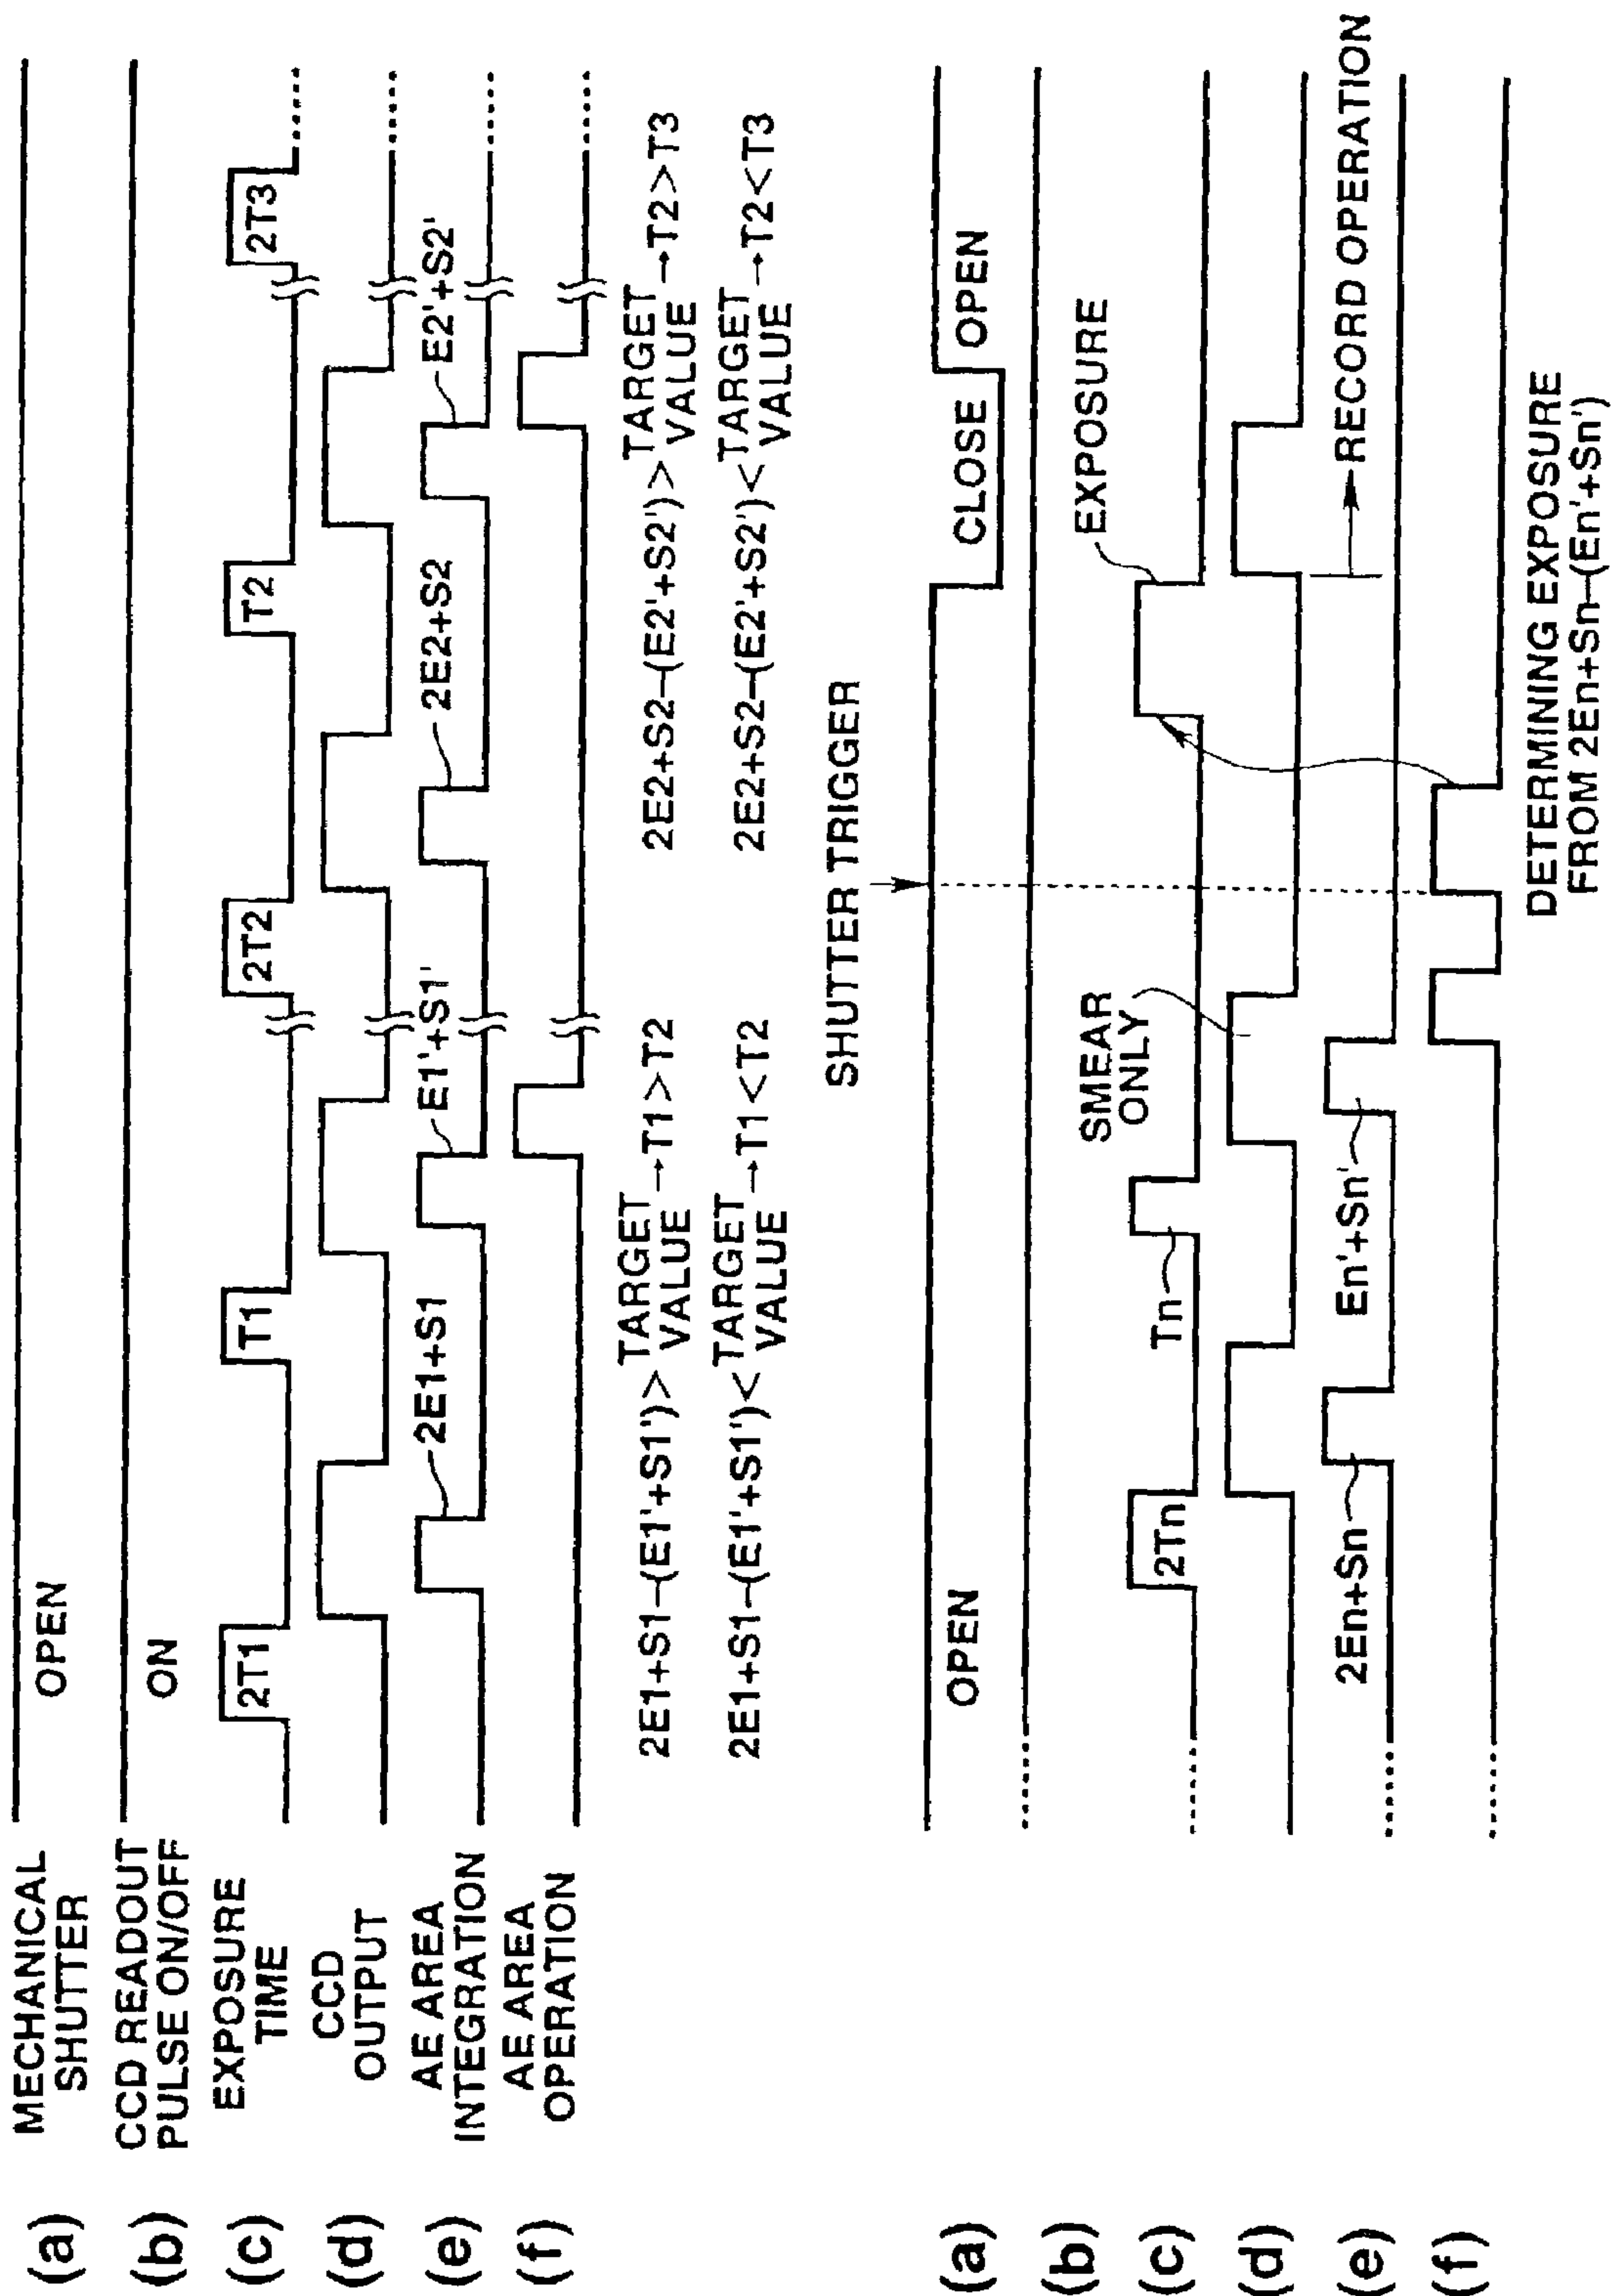 (a) MECHANICAL
SHUTTER
OPEN
(b) CCD READOUT
PULSE ON/OFF
ON
(c) EXPOSURE
TIME
2T1
T1
2T2
T2
2T3
(d) CCD
OUTPUT
(e) AE AREA
INTEGRATION
2E1+S1
E1'+S1'
2E2+S2
E2'+S2'
(f) AE AREA
OPERATION
2E1+S1–(E1'+S1')> TARGET VALUE →T1>T2
2E1+S1–(E1'+S1')< TARGET VALUE →T1<T2
2E2+S2–(E2'+S2')> TARGET VALUE →T2>T3
2E2+S2–(E2'+S2')< TARGET VALUE →T2<T3
SHUTTER TRIGGER
(a)
OPEN
CLOSE
OPEN
(b)
(c)
2Tn
Tn
EXPOSURE
(d)
SMEAR
ONLY
RECORD OPERATION
(e)
2En+Sn
En'+Sn'
(f)
DETERMINING EXPOSURE
FROM 2En+Sn–(En'+Sn')